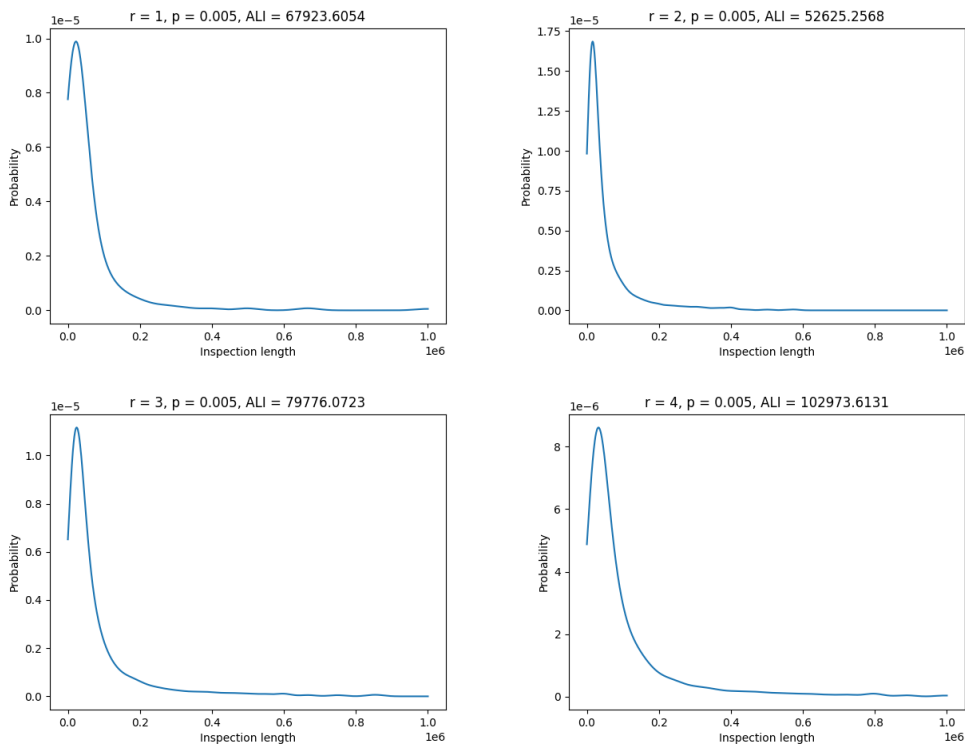 r = 1, p = 0.005, ALI = 67923.6054
1e−5
1.0
0.8
0.6
0.4
0.2
0.0
Probability
0.0 0.2 0.4 0.6 0.8 1.0
1e6
Inspection length
r = 2, p = 0.005, ALI = 52625.2568
1e−5
1.75
1.50
1.25
1.00
0.75
0.50
0.25
0.00
Probability
0.0 0.2 0.4 0.6 0.8 1.0
1e6
Inspection length
r = 3, p = 0.005, ALI = 79776.0723
1e−5
1.0
0.8
0.6
0.4
0.2
0.0
Probability
0.0 0.2 0.4 0.6 0.8 1.0
1e6
Inspection length
r = 4, p = 0.005, ALI = 102973.6131
1e−6
8
6
4
2
0
Probability
0.0 0.2 0.4 0.6 0.8 1.0
1e6
Inspection length